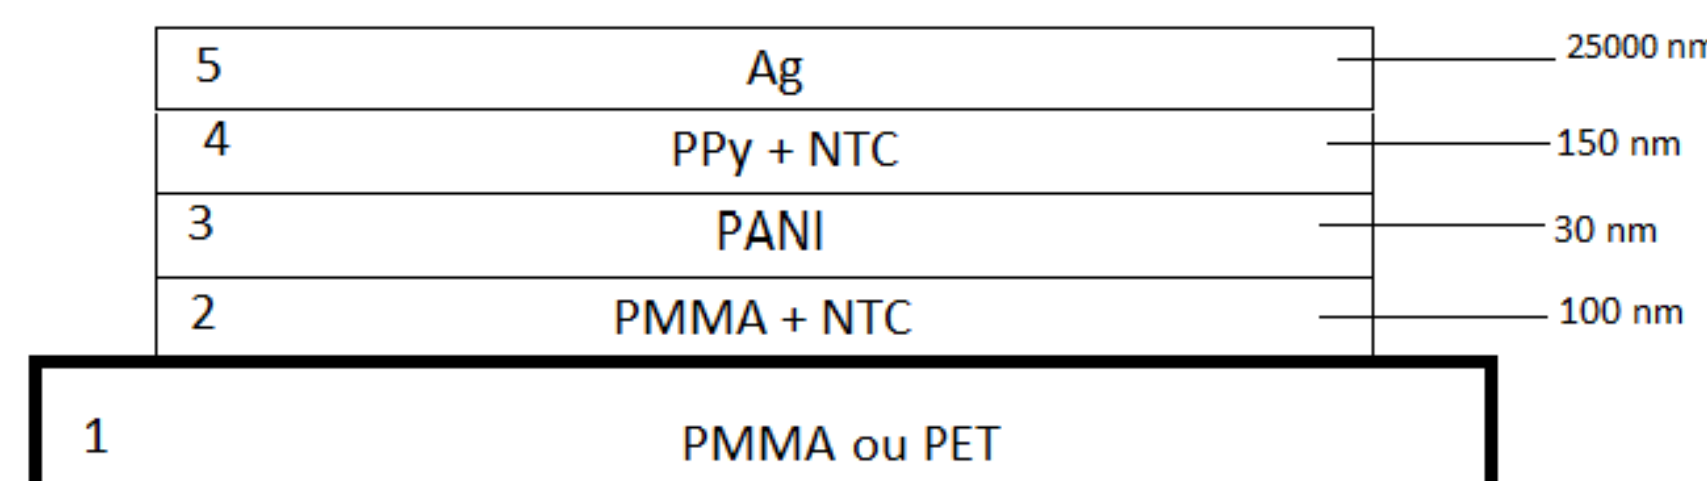 5 Ag 25000 nm
4 PPy + NTC 150 nm
3 PANI 30 nm
2 PMMA + NTC 100 nm
1 PMMA ou PET